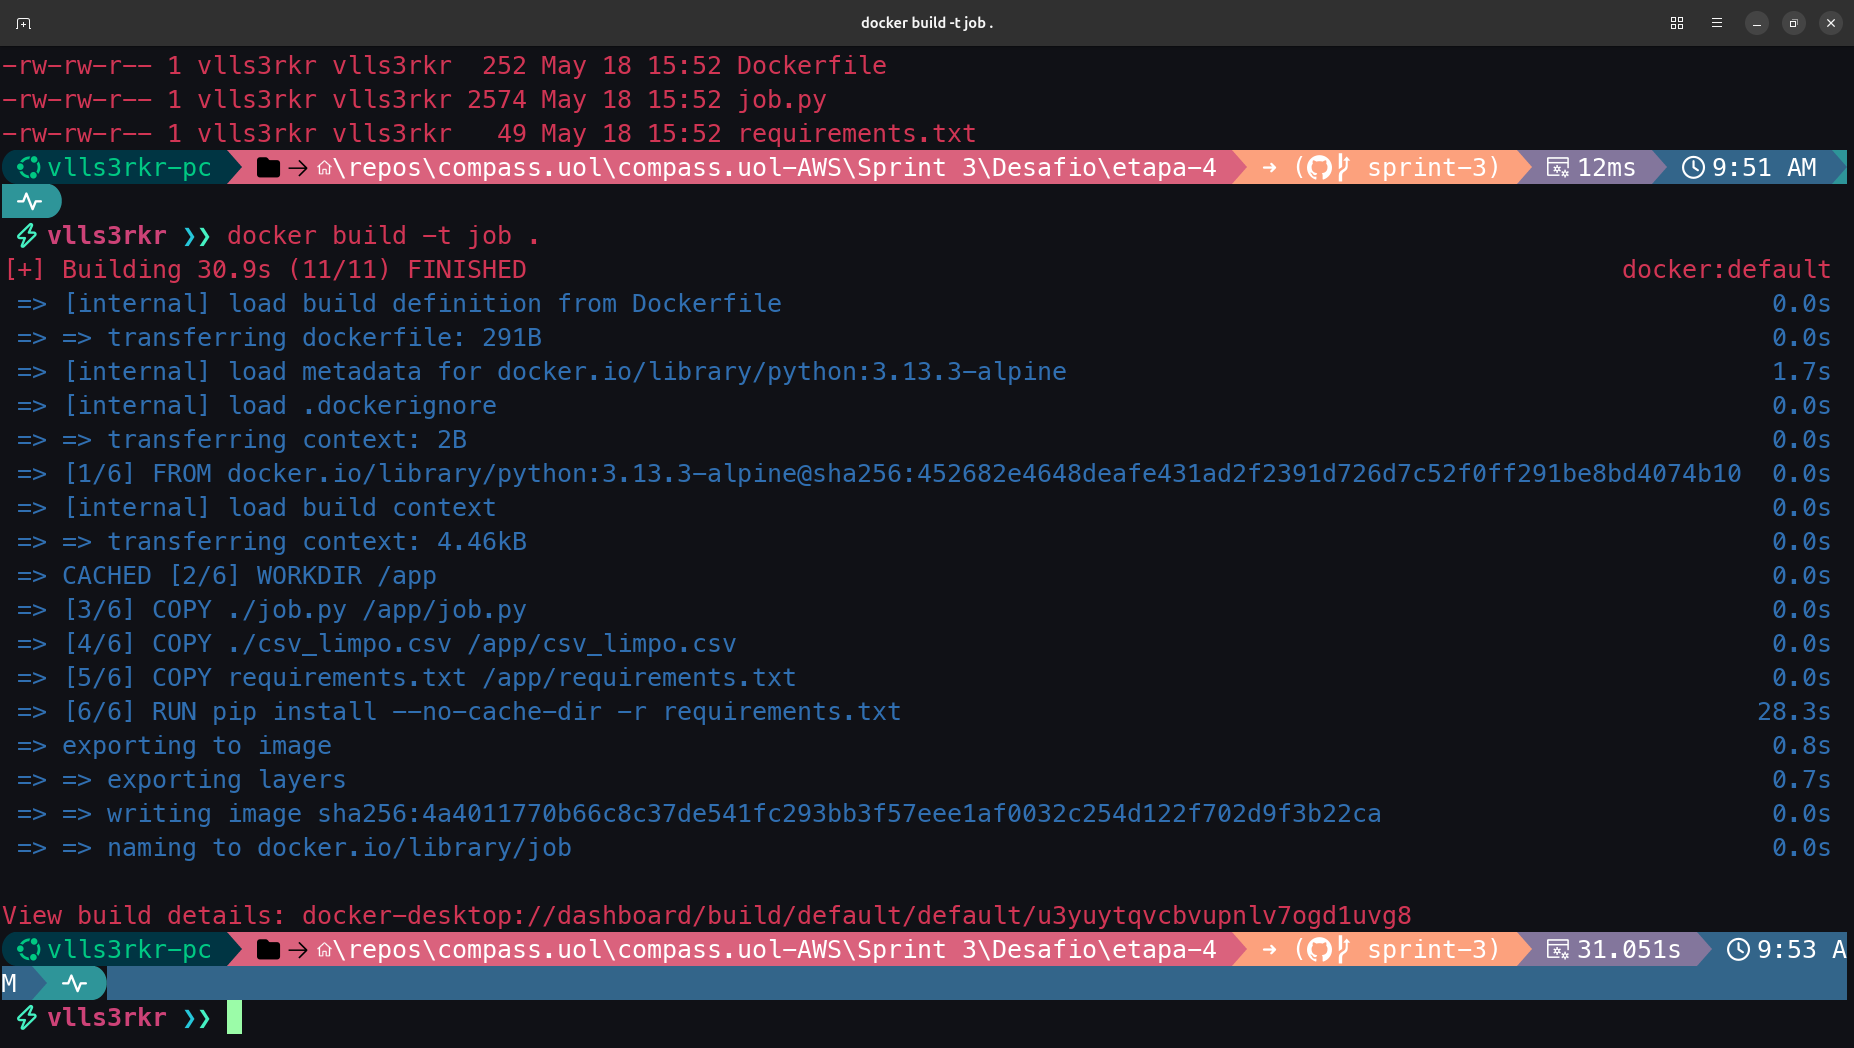 docker build -t job .
-rw-rw-r-- 1 vlls3rkr vlls3rkr  252 May 18 15:52 Dockerfile
-rw-rw-r-- 1 vlls3rkr vlls3rkr 2574 May 18 15:52 job.py
-rw-rw-r-- 1 vlls3rkr vlls3rkr   49 May 18 15:52 requirements.txt
vlls3rkr-pc → \repos\compass.uol\compass.uol-AWS\Sprint 3\Desafio\etapa-4 → ( sprint-3) 12ms 9:51 AM
vlls3rkr ❯❯ docker build -t job .
[+] Building 30.9s (11/11) FINISHED docker:default
=> [internal] load build definition from Dockerfile 0.0s
=> => transferring dockerfile: 291B 0.0s
=> [internal] load metadata for docker.io/library/python:3.13.3-alpine 1.7s
=> [internal] load .dockerignore 0.0s
=> => transferring context: 2B 0.0s
=> [1/6] FROM docker.io/library/python:3.13.3-alpine@sha256:452682e4648deafe431ad2f2391d726d7c52f0ff291be8bd4074b10 0.0s
=> [internal] load build context 0.0s
=> => transferring context: 4.46kB 0.0s
=> CACHED [2/6] WORKDIR /app 0.0s
=> [3/6] COPY ./job.py /app/job.py 0.0s
=> [4/6] COPY ./csv_limpo.csv /app/csv_limpo.csv 0.0s
=> [5/6] COPY requirements.txt /app/requirements.txt 0.0s
=> [6/6] RUN pip install --no-cache-dir -r requirements.txt 28.3s
=> exporting to image 0.8s
=> => exporting layers 0.7s
=> => writing image sha256:4a4011770b66c8c37de541fc293bb3f57eee1af0032c254d122f702d9f3b22ca 0.0s
=> => naming to docker.io/library/job 0.0s
View build details: docker-desktop://dashboard/build/default/default/u3yuytqvcbvupnlv7ogd1uvg8
vlls3rkr-pc → \repos\compass.uol\compass.uol-AWS\Sprint 3\Desafio\etapa-4 → ( sprint-3) 31.051s 9:53 A
M
vlls3rkr ❯❯